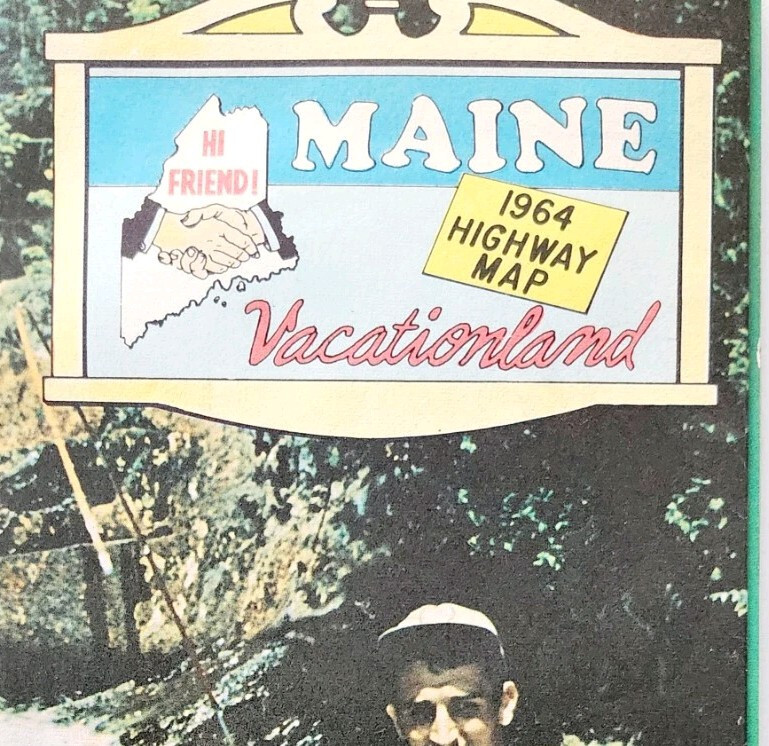 MAINE
HI
FRIEND!
1964
HIGHWAY
MAP
Vacationland